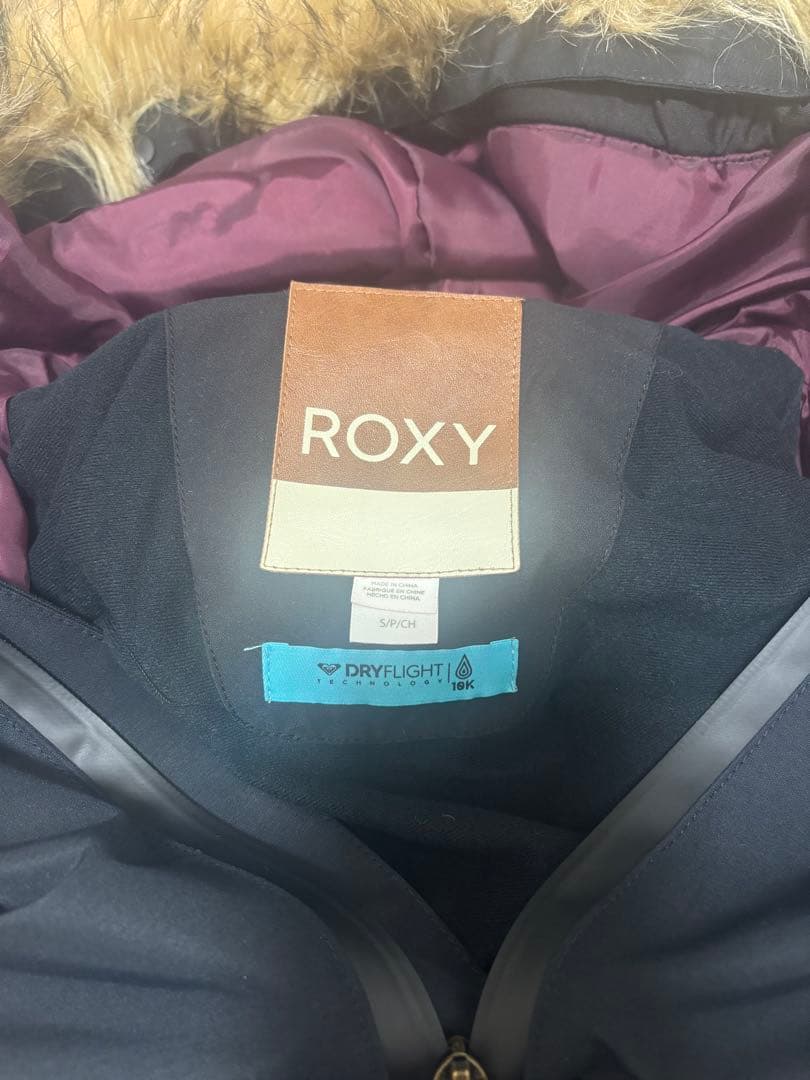 ROXY
MADE IN CHINA
FABRIQUÉ EN CHINE
HECHO EN CHINA
S/P/CH
DRYFLIGHT
TECHNOLOGY
10K